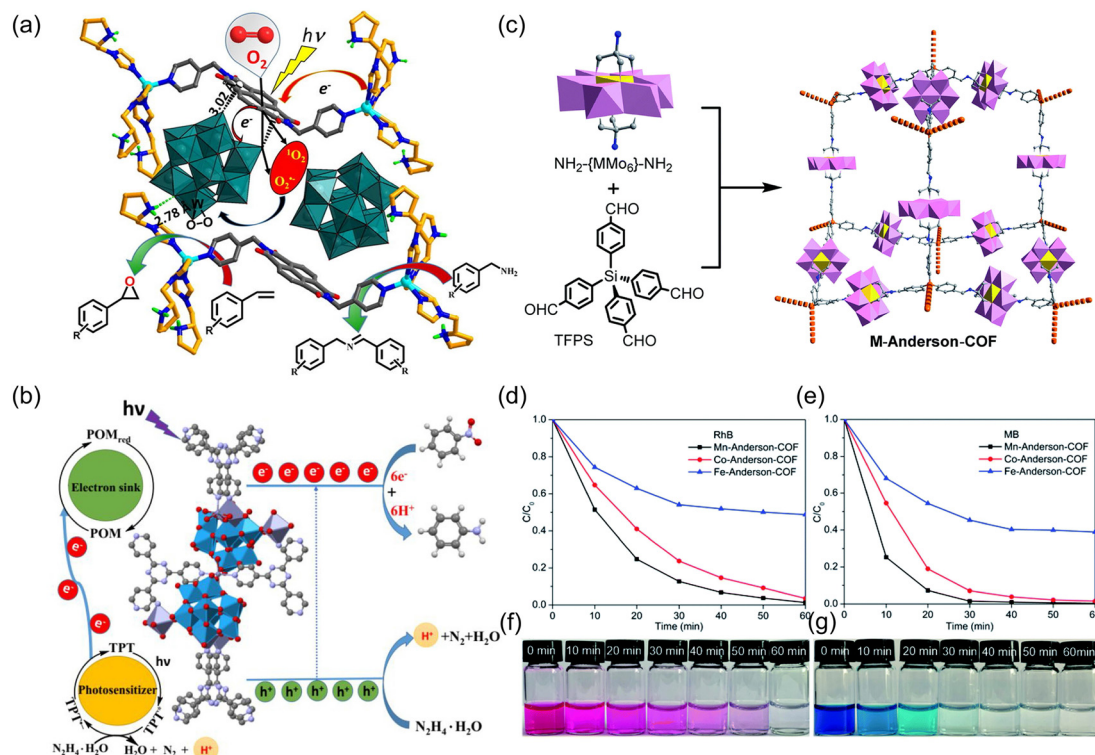 (a)
O₂
hν
e⁻
3.02
e⁻
¹O₂
O₂•⁻
2.78 Å
W
O-O
O
R
R
NH₂
R
N
R
R
(b)
hν
POMred
Electron sink
POM
e⁻
e⁻
e⁻
TPT
hν
Photosensitizer
TPT
TPT
N₂H₄·H₂O
H₂O + N₂ +
H⁺
e⁻ e⁻ e⁻ e⁻ e⁻
6e⁻
+
6H⁺
H⁺ +N₂+H₂O
h⁺ h⁺ h⁺ h⁺ h⁺
N₂H₄·H₂O
(c)
NH₂-{MMo₆}-NH₂
+
CHO
Si
OHC
CHO
CHO
TFPS
M-Anderson-COF
(d)
RhB
Mn-Anderson-COF
Co-Anderson-COF
Fe-Anderson-COF
C/C₀
1.0
0.8
0.6
0.4
0.2
0.0
0 10 20 30 40 50 60
Time (min)
(e)
MB
Mn-Anderson-COF
Co-Anderson-COF
Fe-Anderson-COF
C/C₀
1.0
0.8
0.6
0.4
0.2
0.0
0 10 20 30 40 50 60
Time (min)
(f)
0 min 10 min 20 min 30 min 40 min 50 min 60 min
(g)
0 min 10 min 20 min 30 min 40 min 50 min 60min